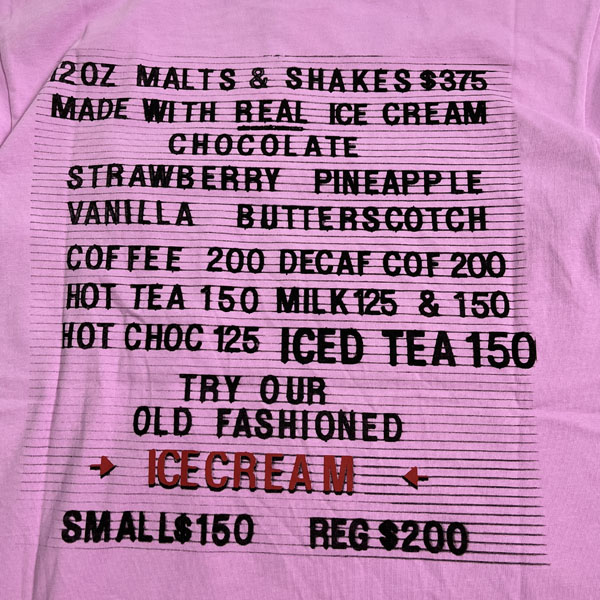 12OZ MALTS & SHAKES $375
MADE WITH REAL ICE CREAM
CHOCOLATE
STRAWBERRY PINEAPPLE
VANILLA BUTTERSCOTCH
COFFEE 200 DECAF COF 200
HOT TEA 150 MILK 125 & 150
HOT CHOC 125 ICED TEA 150
TRY OUR
OLD FASHIONED
ICE CREAM
SMALL $150 REG $200